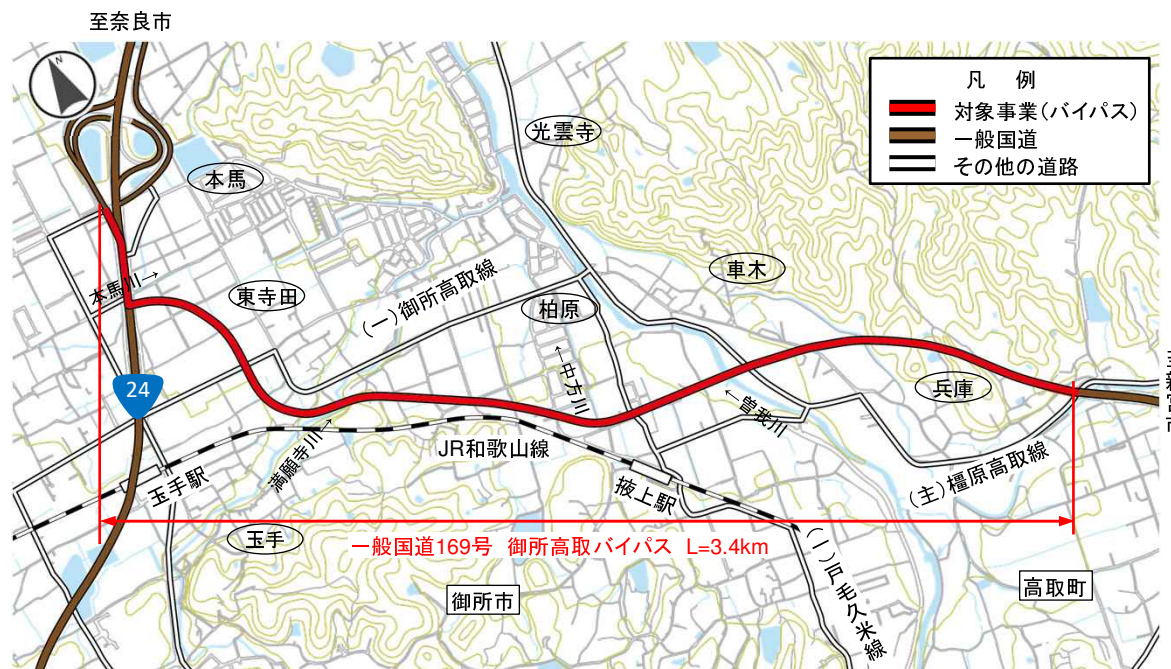 至奈良市
N
凡 例
対象事業(バイパス)
一般国道
その他の道路
光雲寺
本馬
車木
本馬川→
東寺田
(一)御所高取線
柏原
←中方川
兵庫
24
←曽我川
満願寺川→
JR和歌山線
玉手駅
掖上駅
(主)橿原高取線
玉手
一般国道169号 御所高取バイパス L=3.4km
御所市
高取町
(一)戸毛久米線